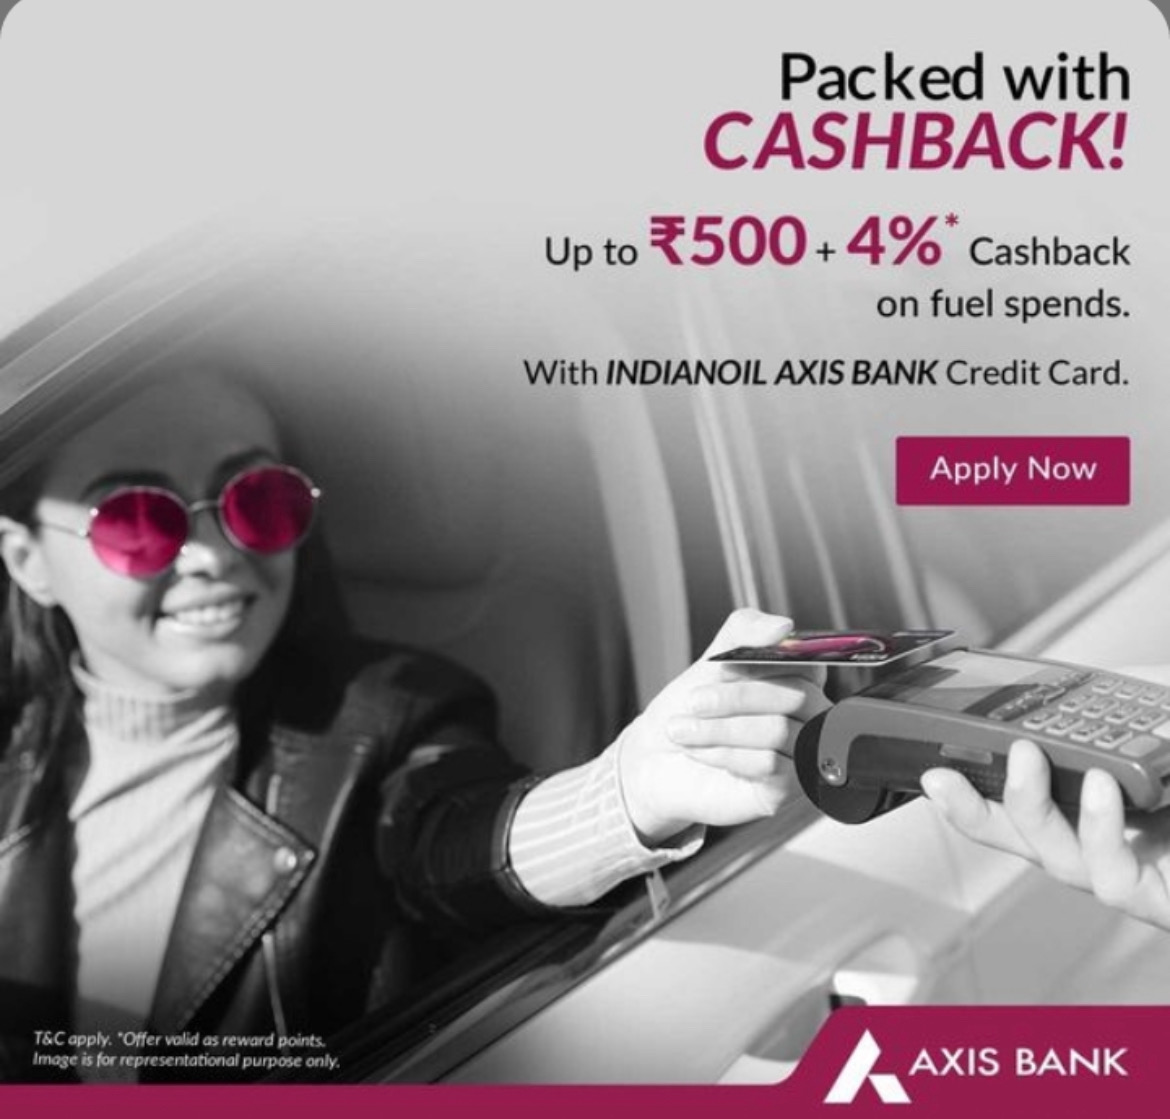 Packed with
CASHBACK!
Up to ₹500 + 4%* Cashback
on fuel spends.
With INDIANOIL AXIS BANK Credit Card.
Apply Now
T&C apply. *Offer valid as reward points.
Image is for representational purpose only.
AXIS BANK